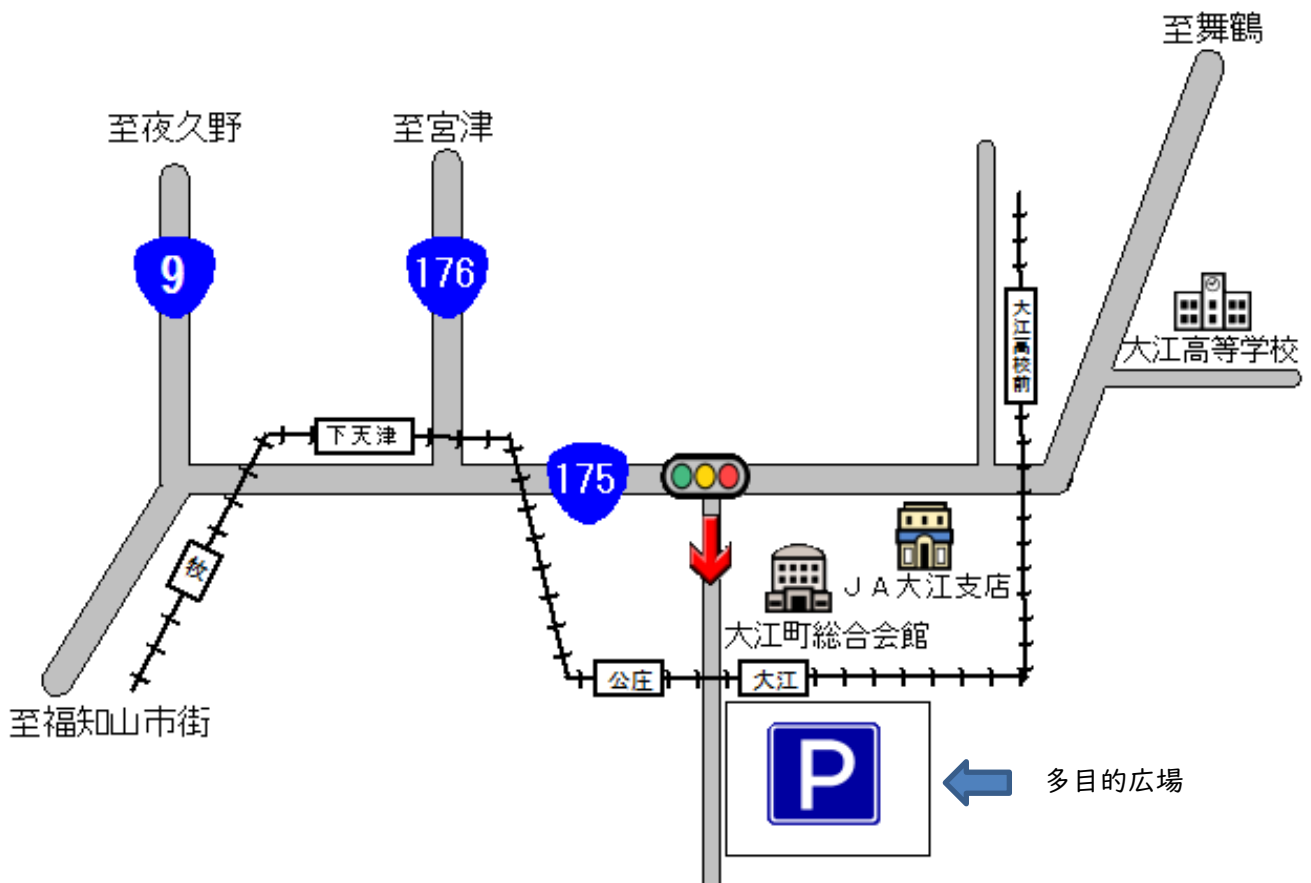 至舞鶴
至夜久野
至宮津
9
176
大江高校前
大江高等学校
下天津
175
牧
ＪＡ大江支店
大江町総合会館
公庄
大江
至福知山市街
P
多目的広場